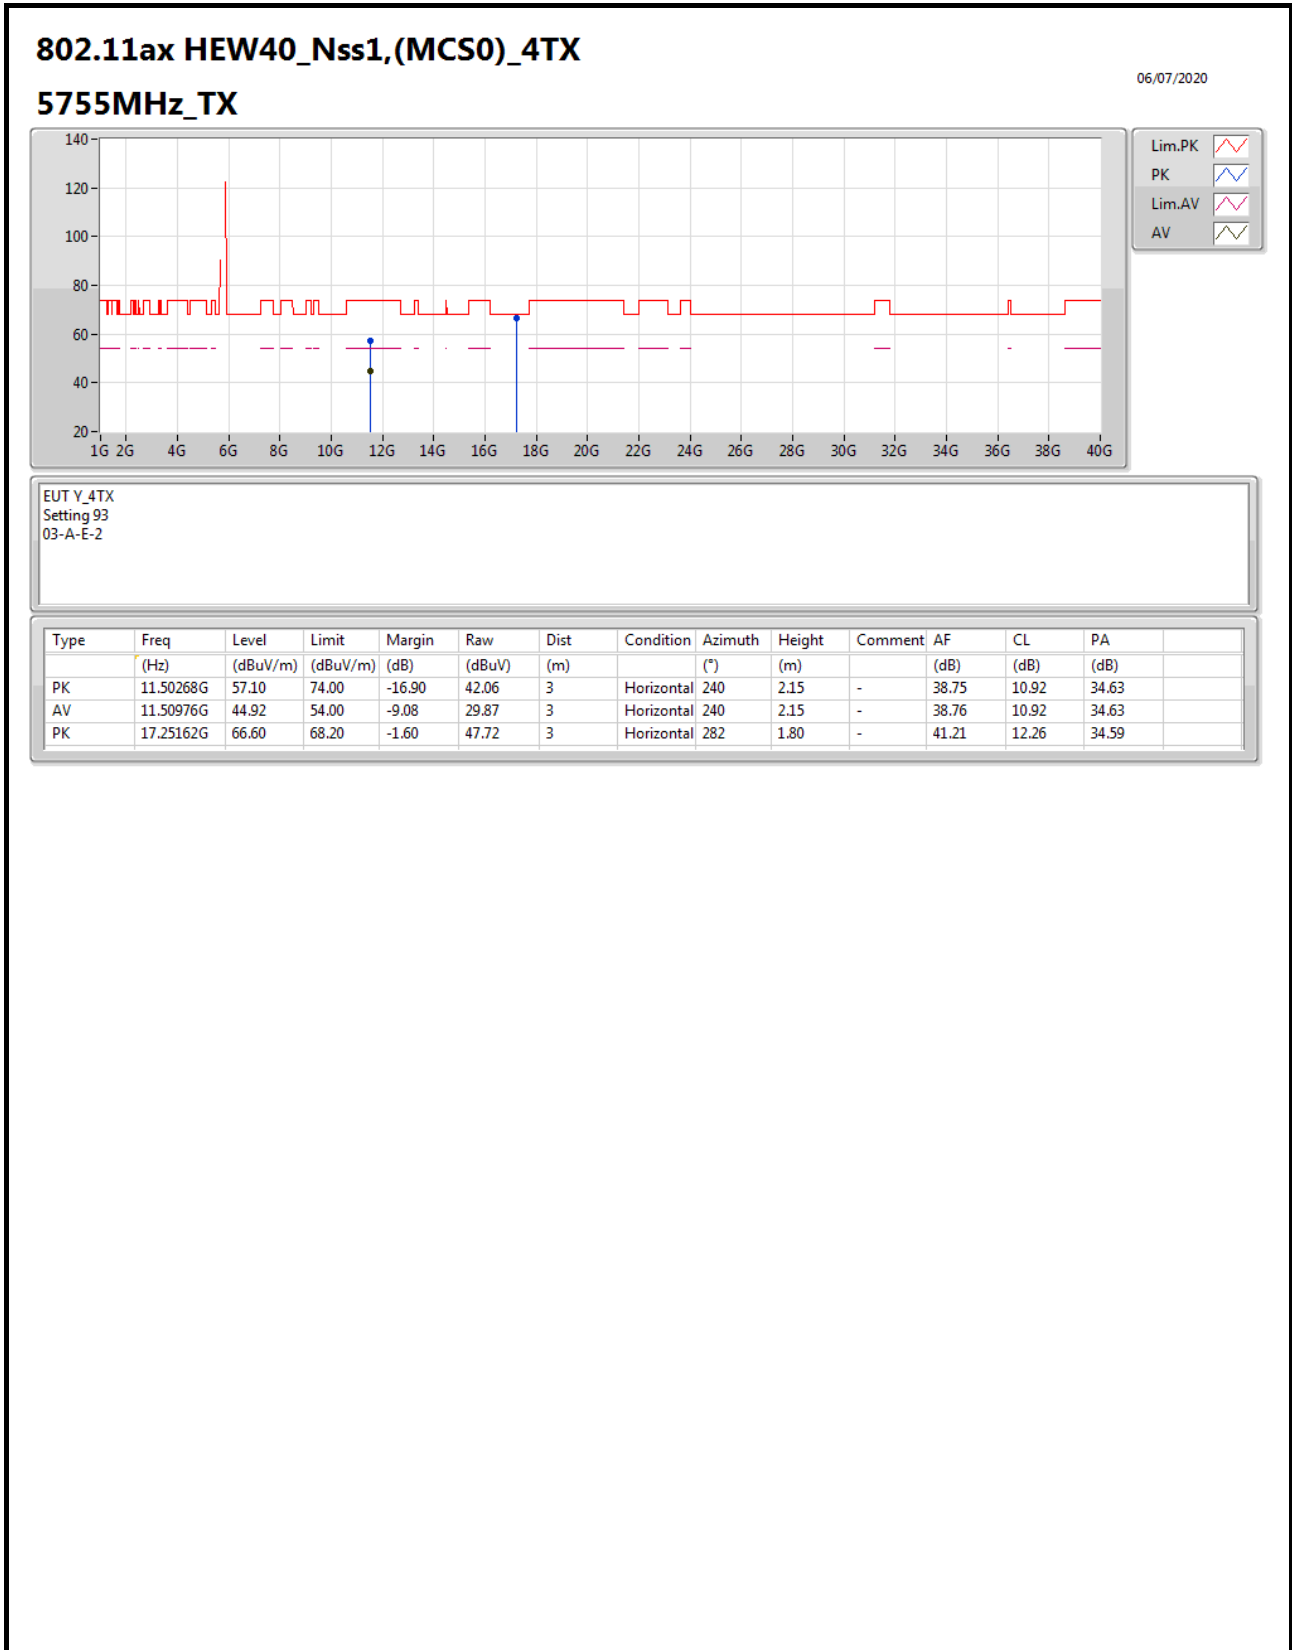 802.11ax HEW40_Nss1,(MCS0)_4TX
06/07/2020
5755MHz_TX
140
120
100
80
60
40
20
1G 2G 4G 6G 8G 10G 12G 14G 16G 18G 20G 22G 24G 26G 28G 30G 32G 34G 36G 38G 40G
Lim.PK
PK
Lim.AV
AV
EUT Y_4TX
Setting 93
03-A-E-2
Type Freq Level Limit Margin Raw Dist Condition Azimuth Height Comment AF CL PA
(Hz) (dBuV/m) (dBuV/m) (dB) (dBuV) (m) (°) (m) (dB) (dB) (dB)
PK 11.50268G 57.10 74.00 -16.90 42.06 3 Horizontal 240 2.15 - 38.75 10.92 34.63
AV 11.50976G 44.92 54.00 -9.08 29.87 3 Horizontal 240 2.15 - 38.76 10.92 34.63
PK 17.25162G 66.60 68.20 -1.60 47.72 3 Horizontal 282 1.80 - 41.21 12.26 34.59